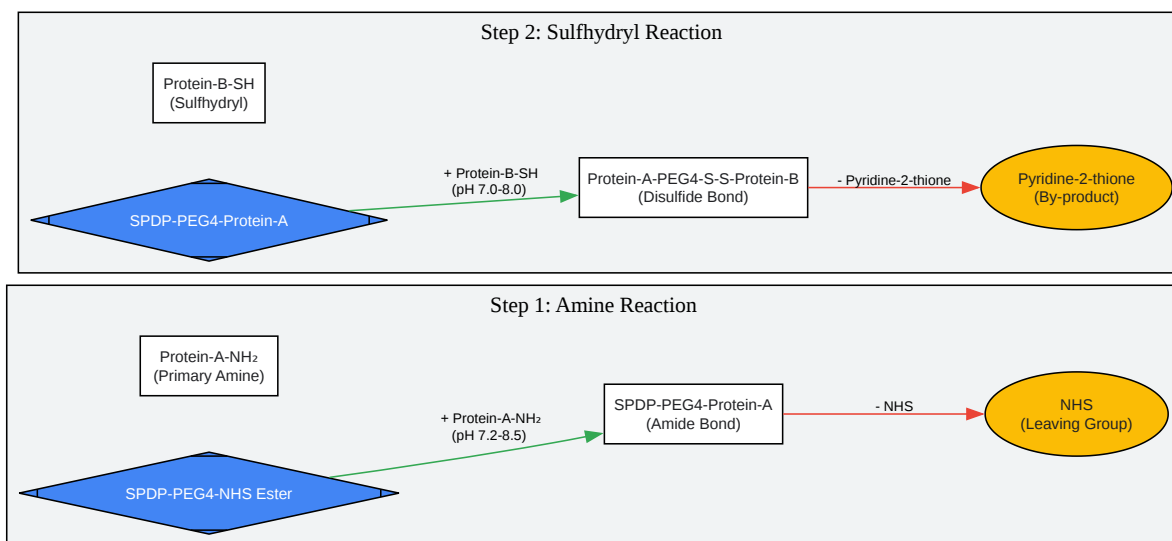 Step 2: Sulfhydryl Reaction
Protein-B-SH
(Sulfhydryl)
+ Protein-B-SH
(pH 7.0-8.0)
SPDP-PEG4-Protein-A
Protein-A-PEG4-S-S-Protein-B
(Disulfide Bond)
- Pyridine-2-thione
Pyridine-2-thione
(By-product)
Step 1: Amine Reaction
Protein-A-NH₂
(Primary Amine)
+ Protein-A-NH₂
(pH 7.2-8.5)
SPDP-PEG4-NHS Ester
SPDP-PEG4-Protein-A
(Amide Bond)
- NHS
NHS
(Leaving Group)